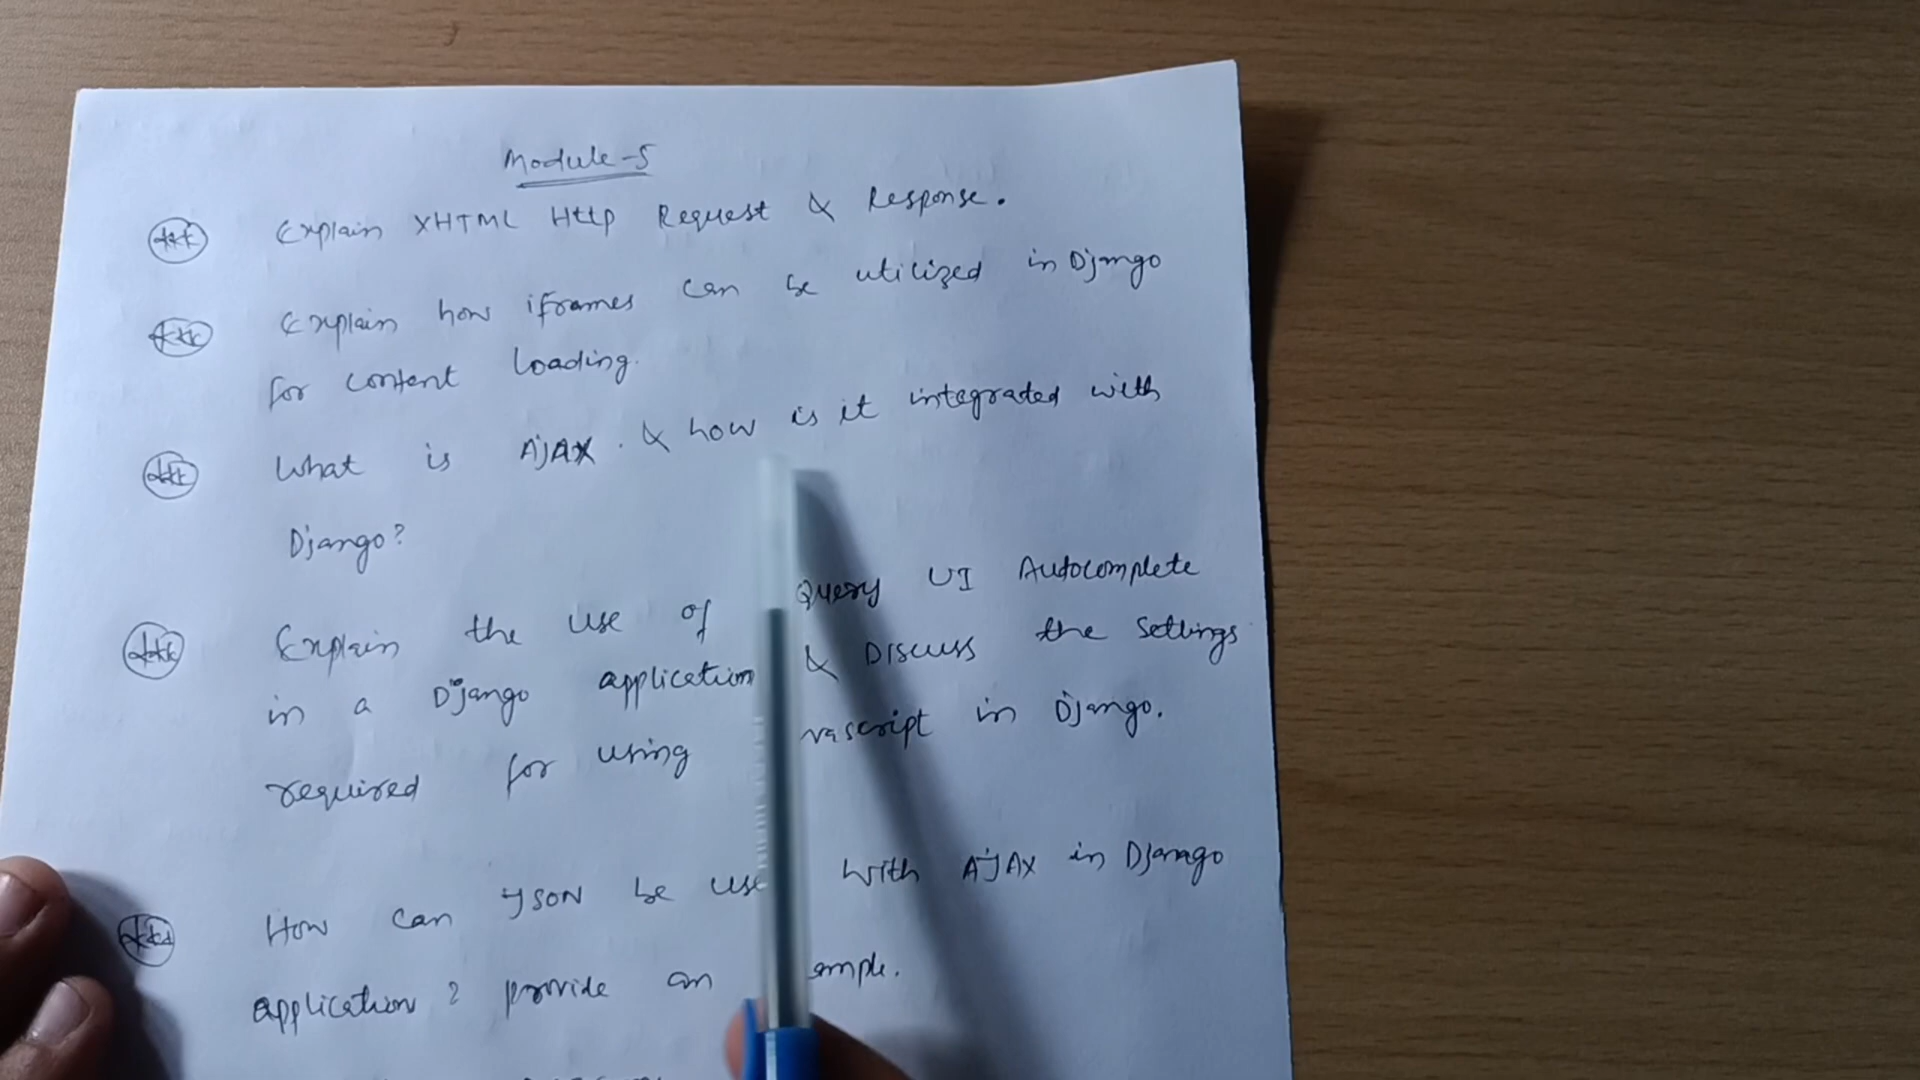 Module-5
*** Explain XHTML Http Request & Response.
*** Explain how iframes can be utilized in Django
for content loading.
*** What is AJAX. & how is it integrated with
Django?
*** Explain the use of Query UI Autocomplete
in a Django application & Discuss the settings
required for using vascript in Django.
*** How can JSON be use with AJAX in Django
application? provide an ample.